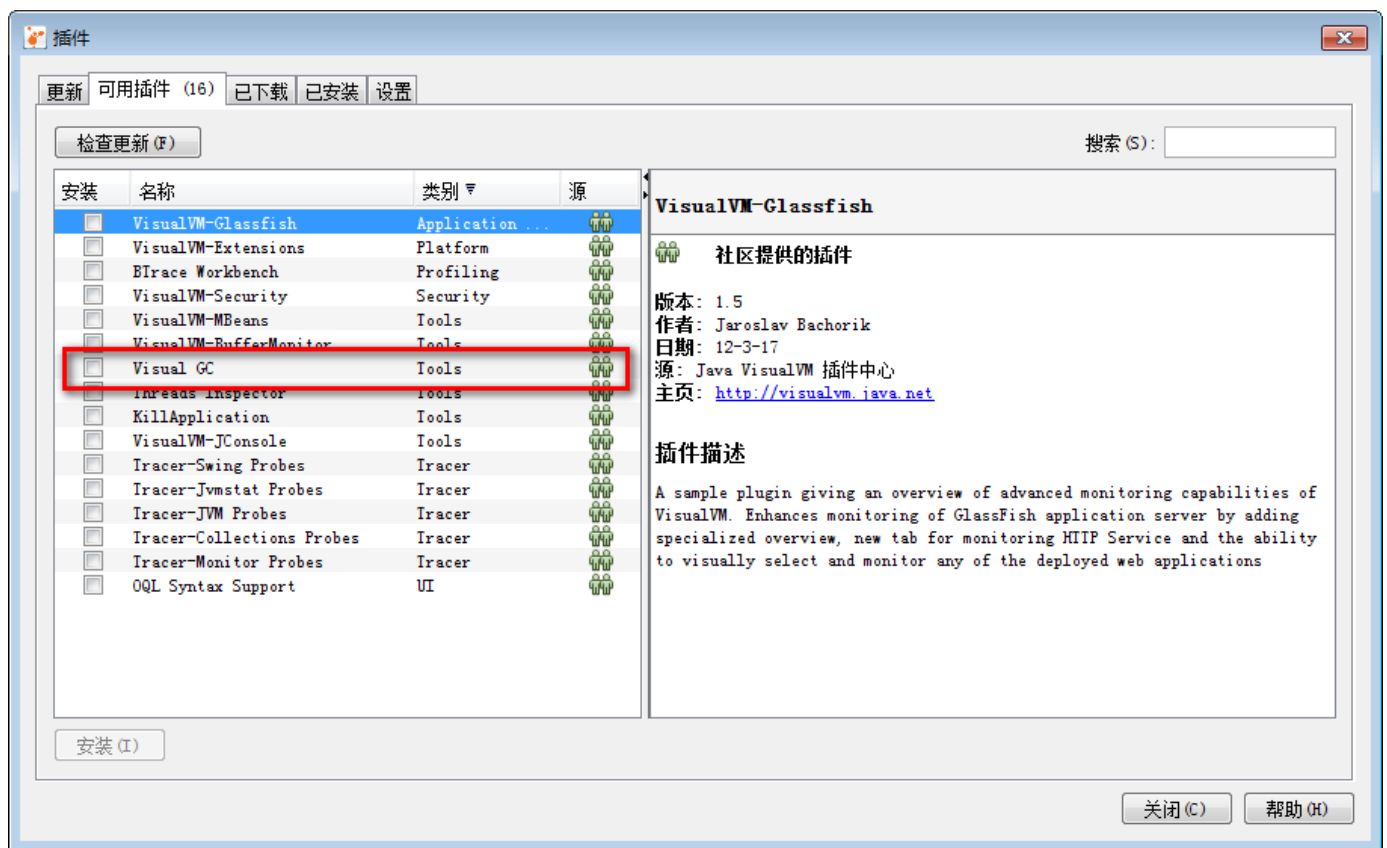 插件
更新 可用插件 (16) 已下载 已安装 设置
检查更新(F) 搜索(S):
安装 名称 类别 源
VisualVM-Glassfish Application ...
VisualVM-Extensions Platform
BTrace Workbench Profiling
VisualVM-Security Security
VisualVM-MBeans Tools
VisualVM-BufferMonitor Tools
Visual GC Tools
Threads Inspector Tools
KillApplication Tools
VisualVM-JConsole Tools
Tracer-Swing Probes Tracer
Tracer-Jvmstat Probes Tracer
Tracer-JVM Probes Tracer
Tracer-Collections Probes Tracer
Tracer-Monitor Probes Tracer
OQL Syntax Support UI
VisualVM-Glassfish
社区提供的插件
版本: 1.5
作者: Jaroslav Bachorik
日期: 12-3-17
源: Java VisualVM 插件中心
主页: http://visualvm.java.net
插件描述
A sample plugin giving an overview of advanced monitoring capabilities of
VisualVM. Enhances monitoring of GlassFish application server by adding
specialized overview, new tab for monitoring HTTP Service and the ability
to visually select and monitor any of the deployed web applications
安装(I)
关闭(C) 帮助(H)